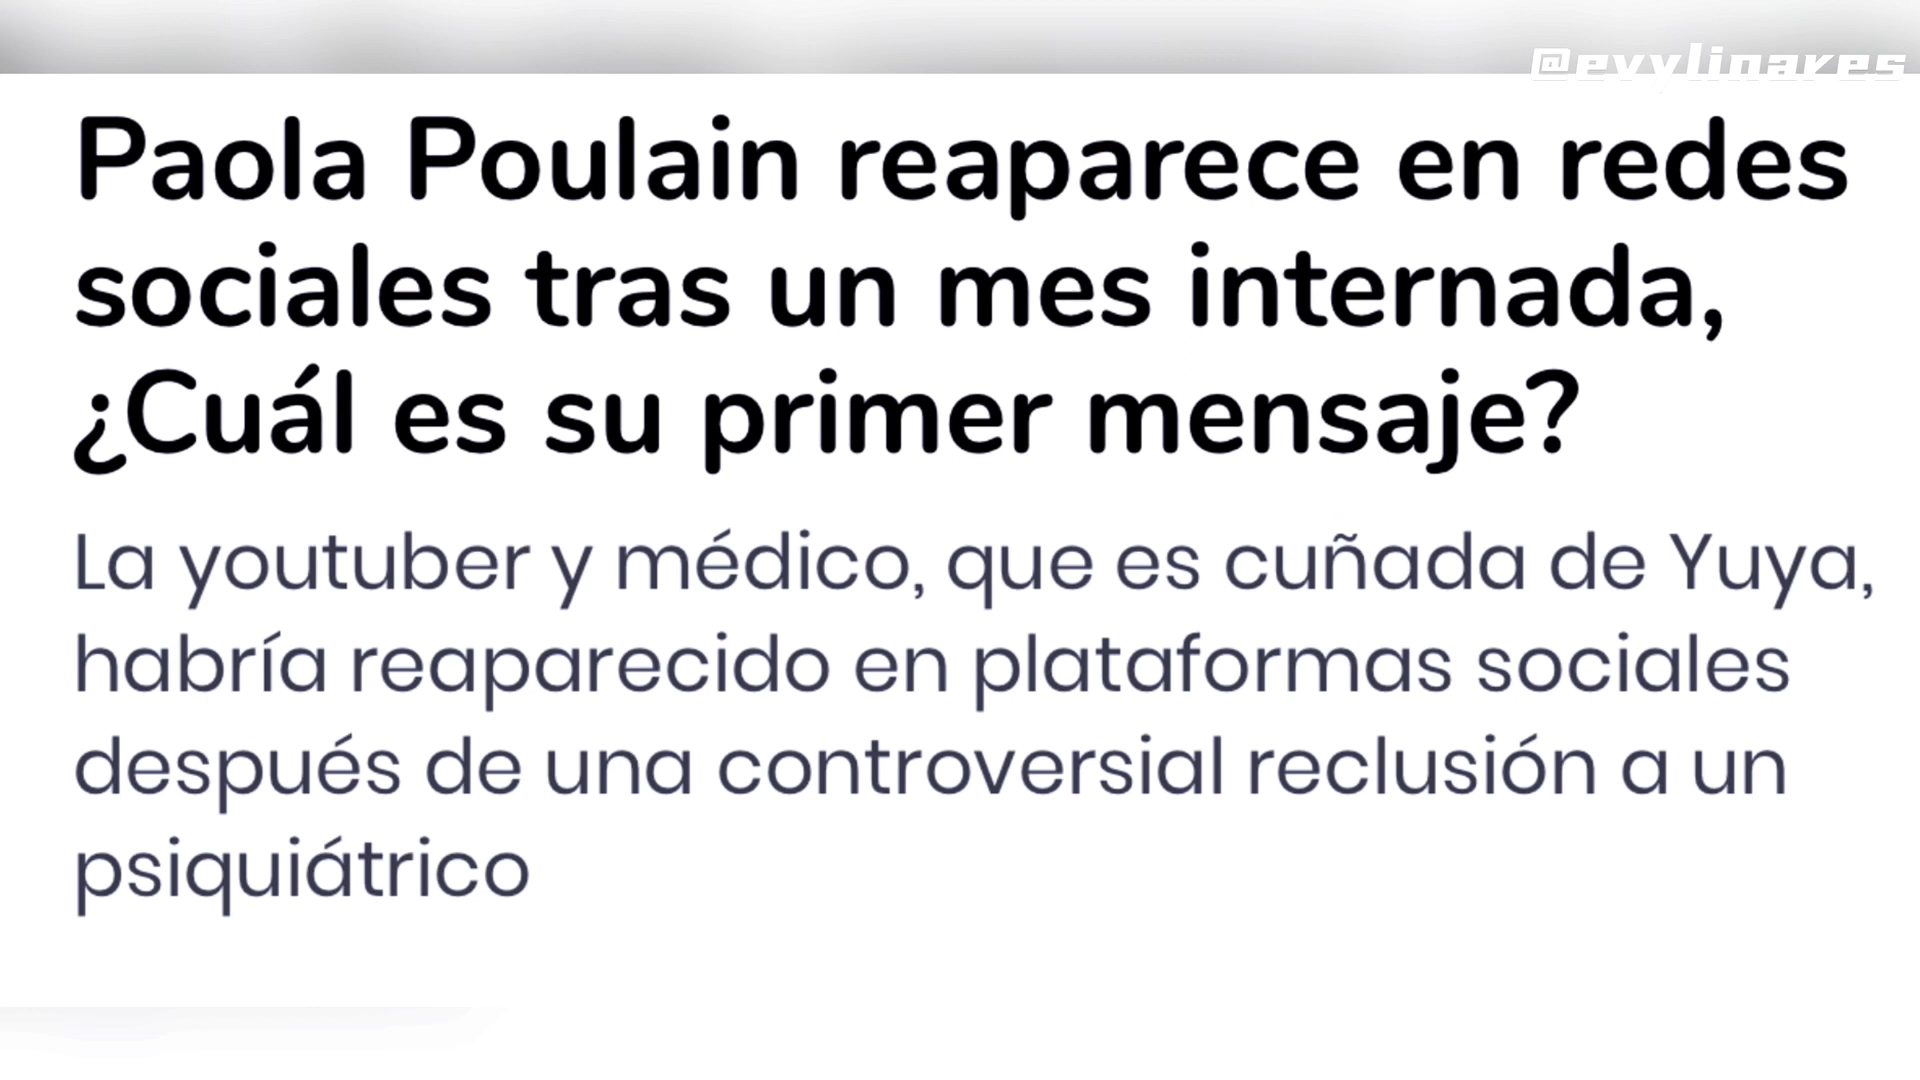 @evylinares
Paola Poulain reaparece en redes
sociales tras un mes internada,
¿Cuál es su primer mensaje?
La youtuber y médico, que es cuñada de Yuya,
habría reaparecido en plataformas sociales
después de una controversial reclusión a un
psiquiátrico